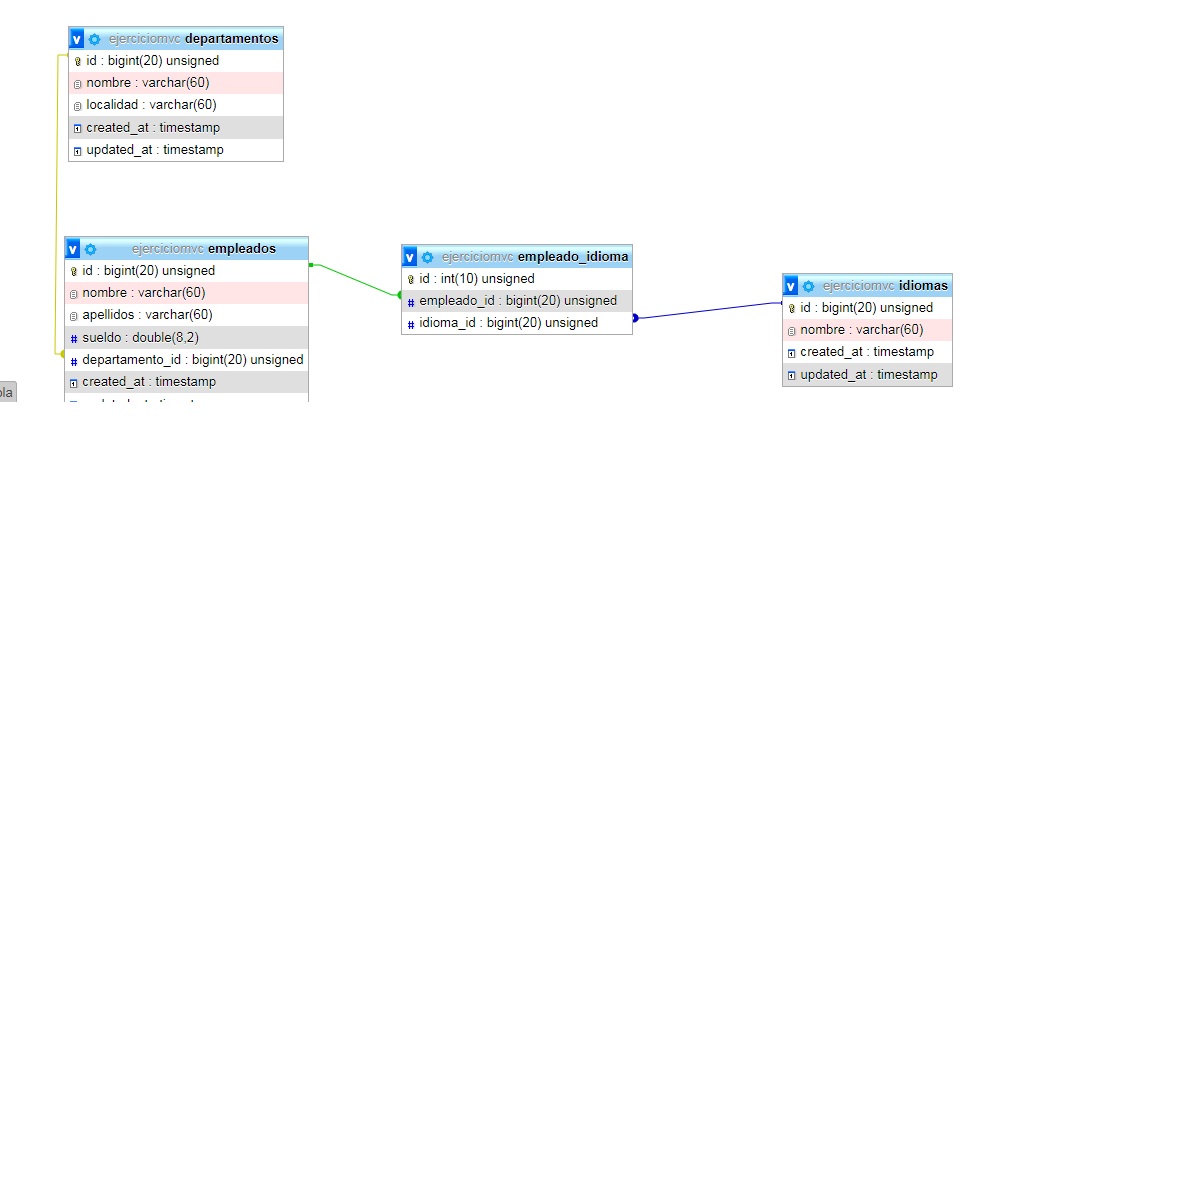 v ejerciciomvc departamentos
id : bigint(20) unsigned
nombre : varchar(60)
localidad : varchar(60)
created_at : timestamp
updated_at : timestamp
v ejerciciomvc empleados
id : bigint(20) unsigned
nombre : varchar(60)
apellidos : varchar(60)
# sueldo : double(8,2)
# departamento_id : bigint(20) unsigned
created_at : timestamp
v ejerciciomvc empleado_idioma
id : int(10) unsigned
# empleado_id : bigint(20) unsigned
# idioma_id : bigint(20) unsigned
v ejerciciomvc idiomas
id : bigint(20) unsigned
nombre : varchar(60)
created_at : timestamp
updated_at : timestamp